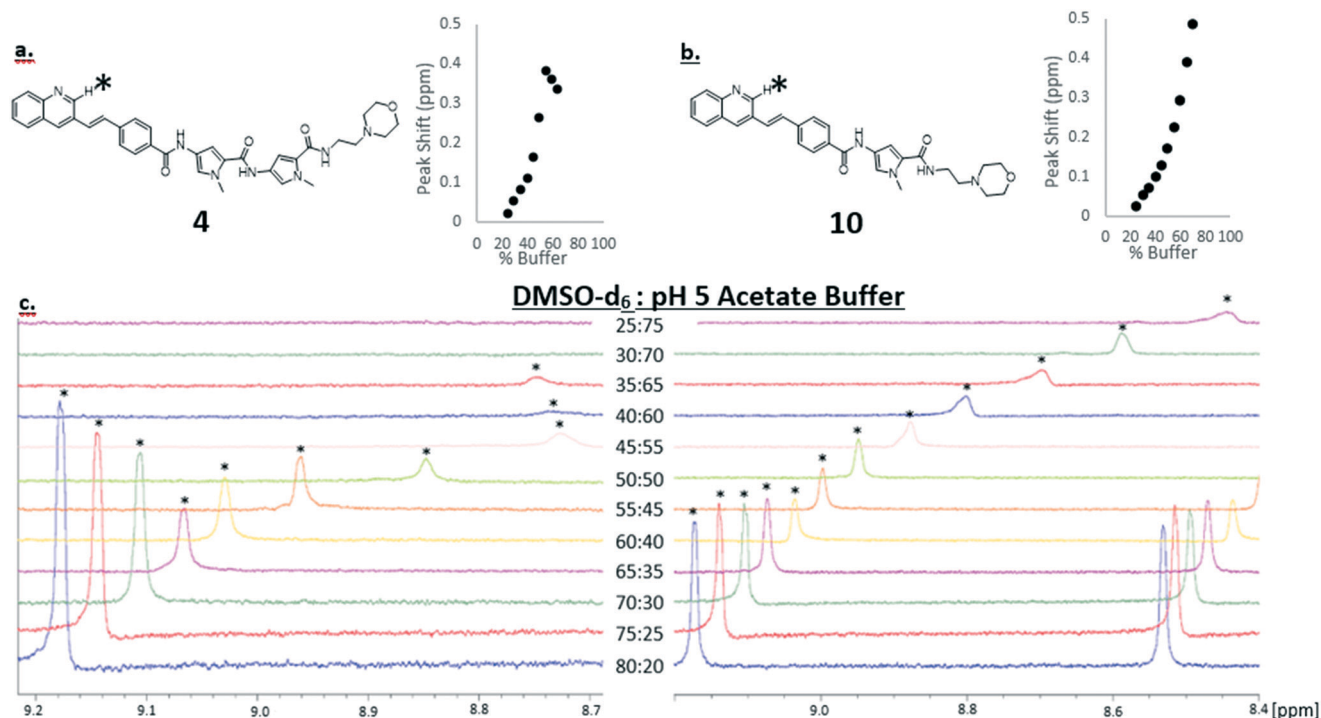 a.
N
H*
O
N
H
N
O
N
H
N
O
N
H
N
O
4
Peak Shift (ppm)
0.5
0.4
0.3
0.2
0.1
0
0 20 40 60 80 100
% Buffer
b.
N
H*
O
N
H
N
O
N
H
N
O
10
Peak Shift (ppm)
0.5
0.4
0.3
0.2
0.1
0
0 20 40 60 80 100
% Buffer
c.
DMSO-d6 : pH 5 Acetate Buffer
25:75
30:70
35:65
40:60
45:55
50:50
55:45
60:40
65:35
70:30
75:25
80:20
9.2 9.1 9.0 8.9 8.8 8.7
9.0 8.8 8.6 8.4 [ppm]